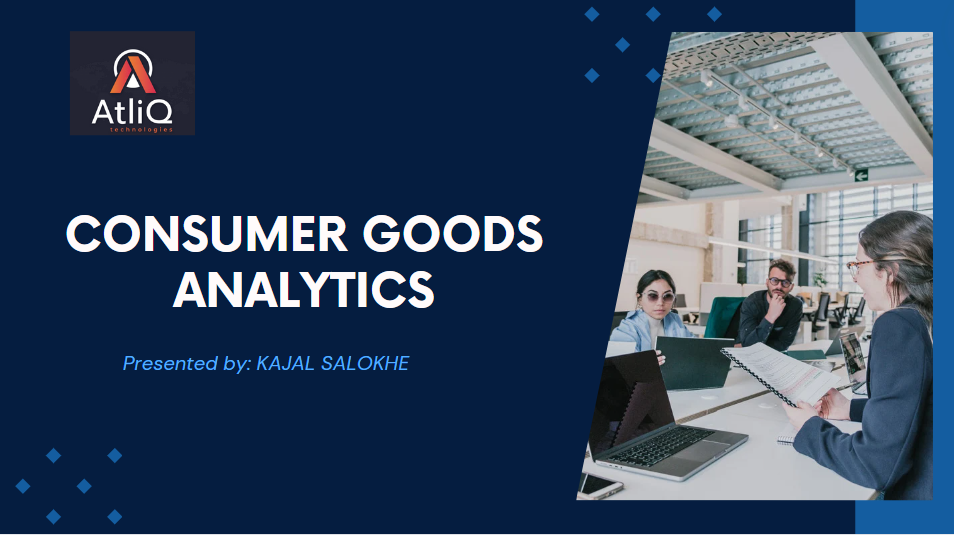 AtliQ
technologies
CONSUMER GOODS
ANALYTICS
Presented by: KAJAL SALOKHE